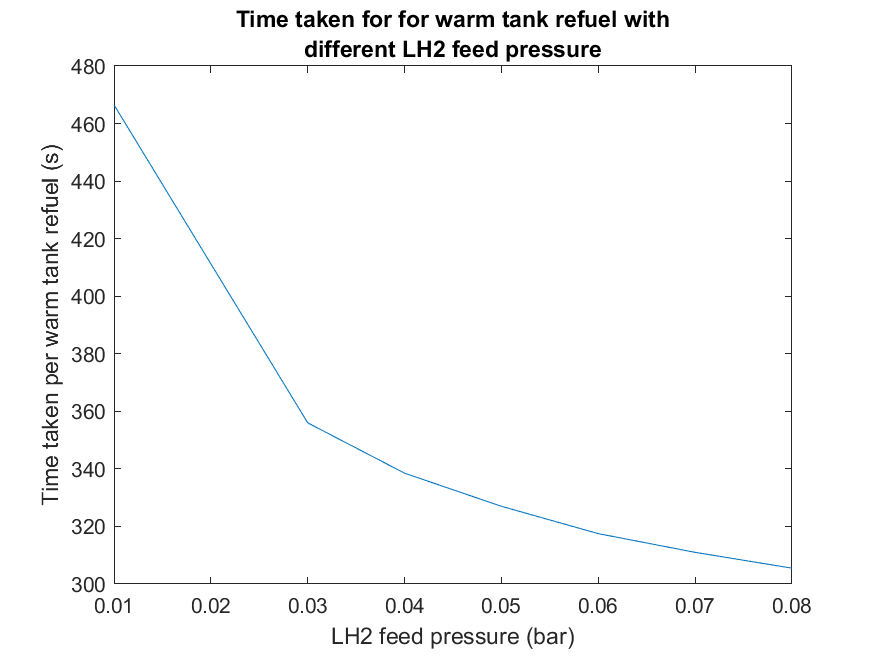 Time taken for for warm tank refuel with
different LH2 feed pressure
480
460
440
420
400
380
360
340
320
300
Time taken per warm tank refuel (s)
0.01 0.02 0.03 0.04 0.05 0.06 0.07 0.08
LH2 feed pressure (bar)